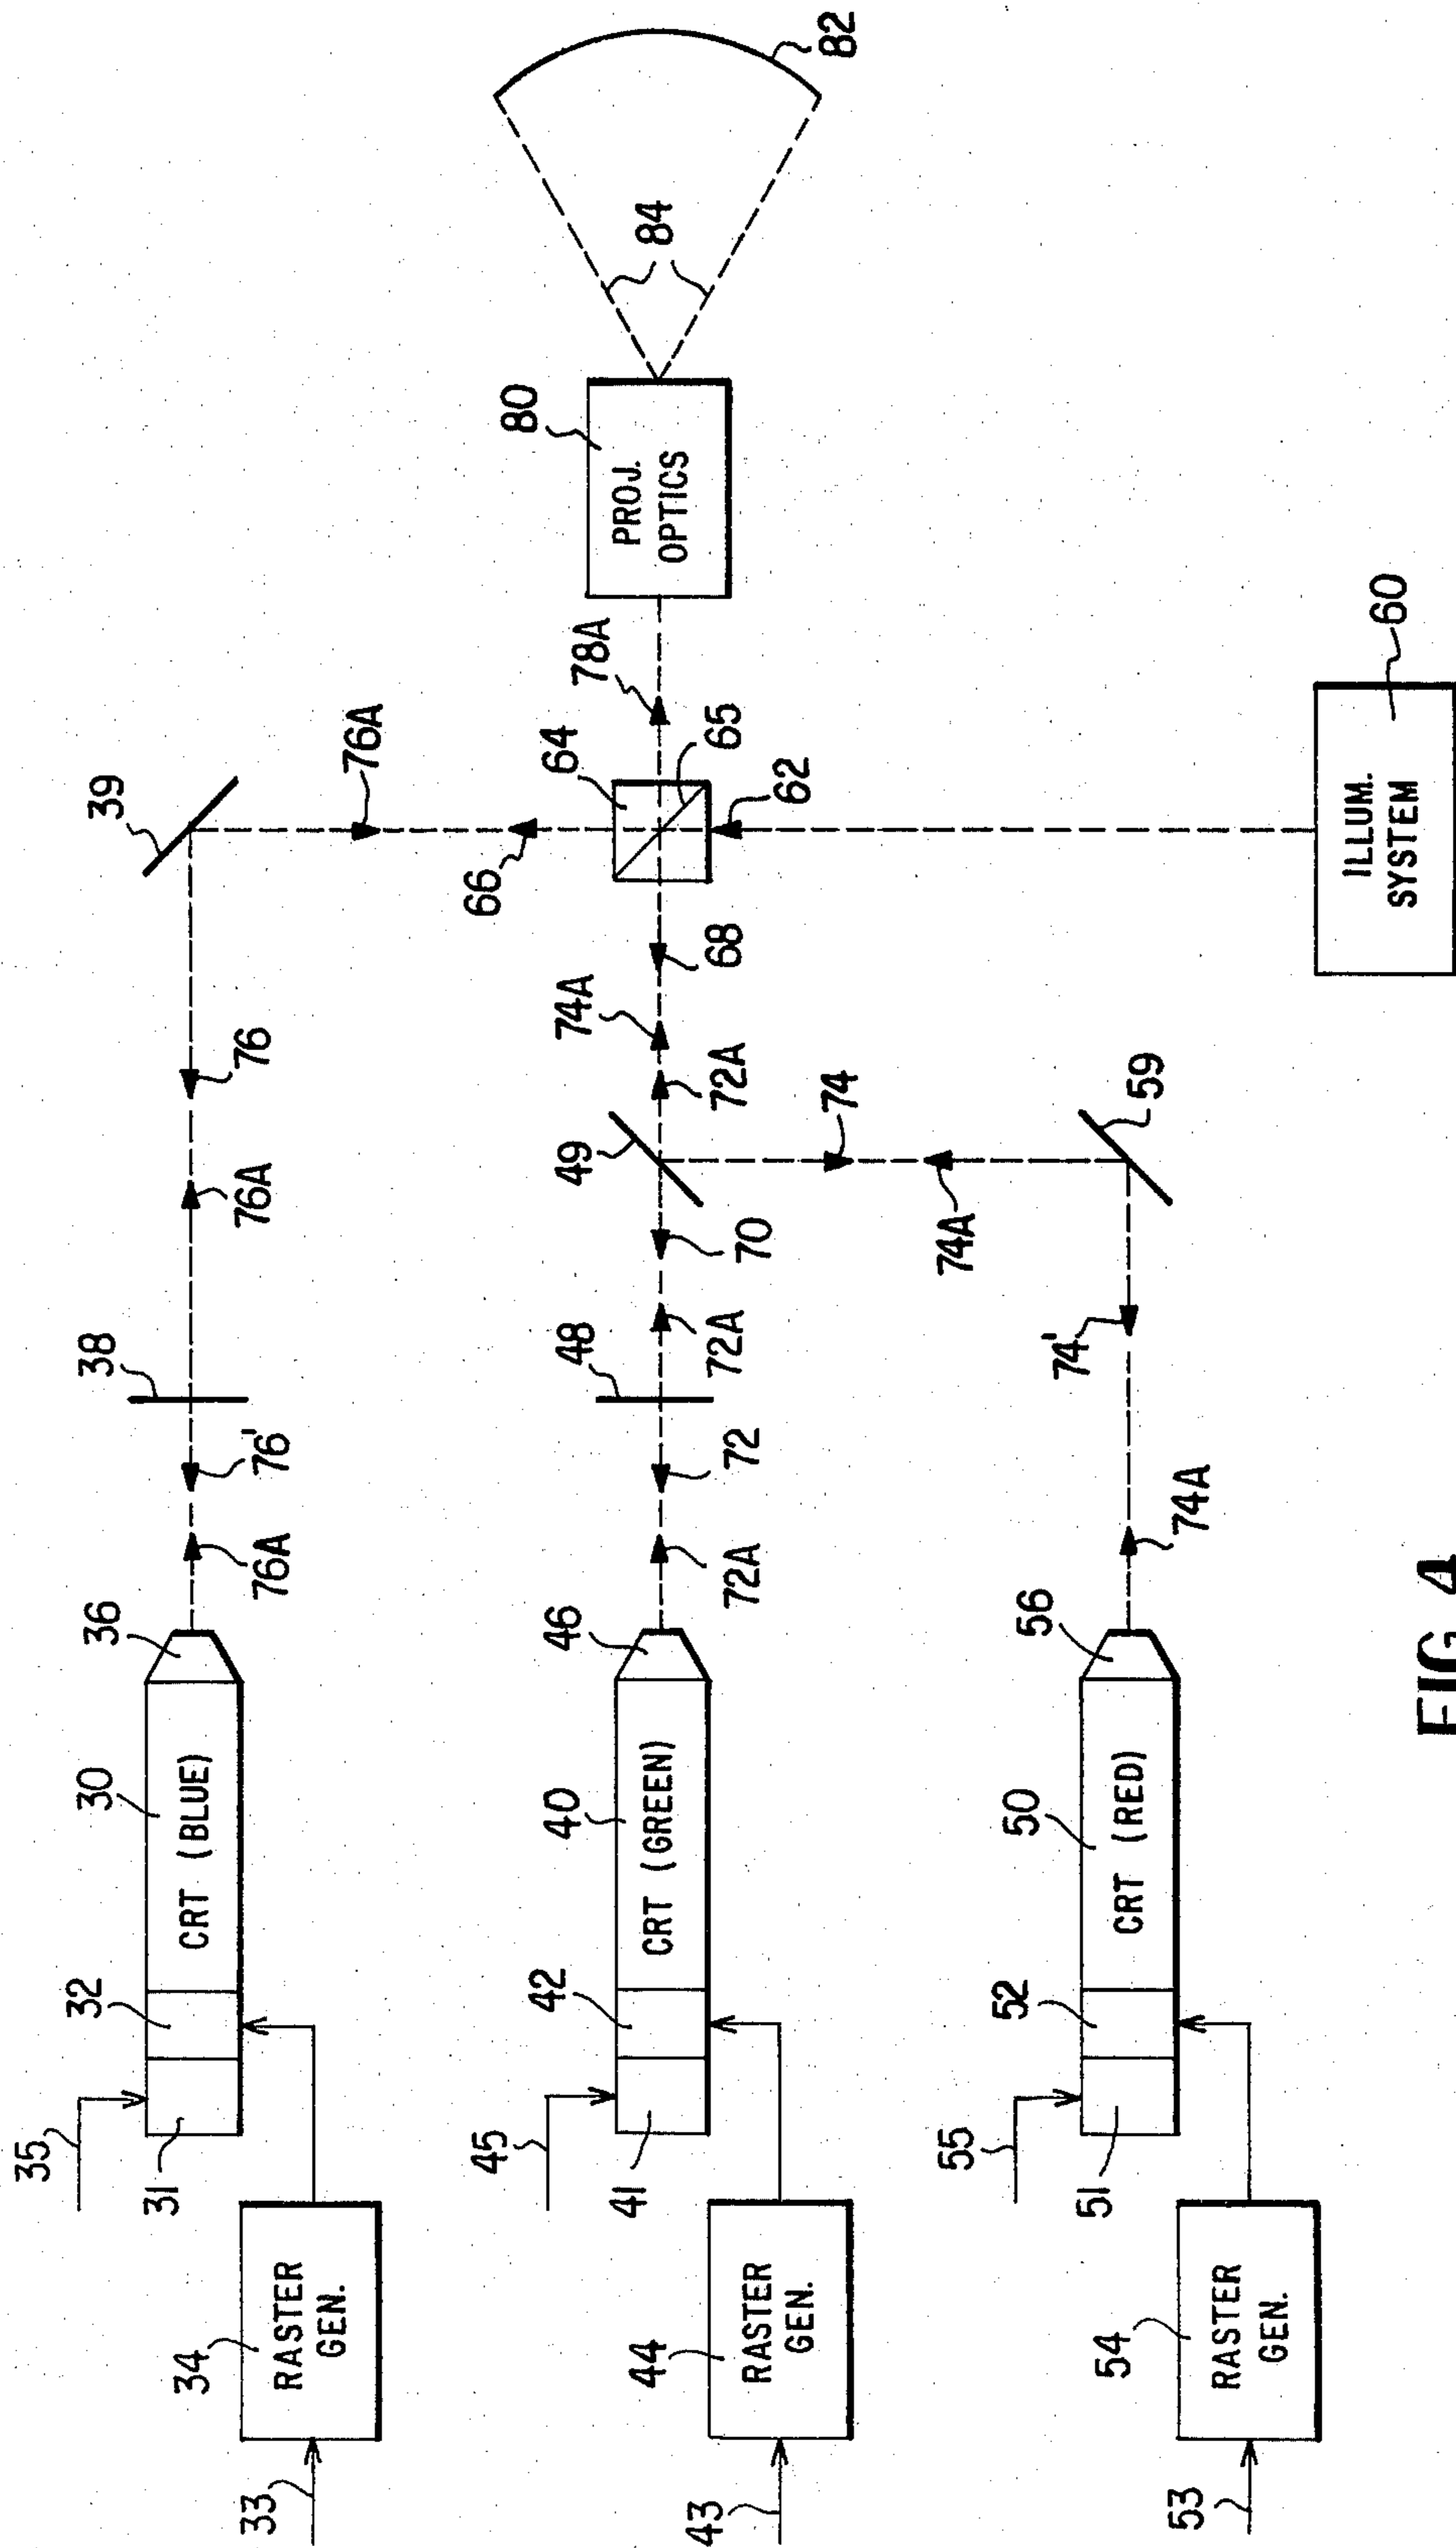 35
31
32
30
CRT (BLUE)
36
76A
76'
38
76A
76
39
76A
66
33
34
RASTER
GEN.
45
41
42
40
CRT (GREEN)
46
72A
72
48
72A
70
49
72A
74A
68
64
65
62
78A
80
PROJ.
OPTICS
84
82
43
44
RASTER
GEN.
74
74A
59
74'
74A
55
51
52
50
CRT (RED)
56
53
54
RASTER
GEN.
ILLUM.
SYSTEM
60
FIG. 4